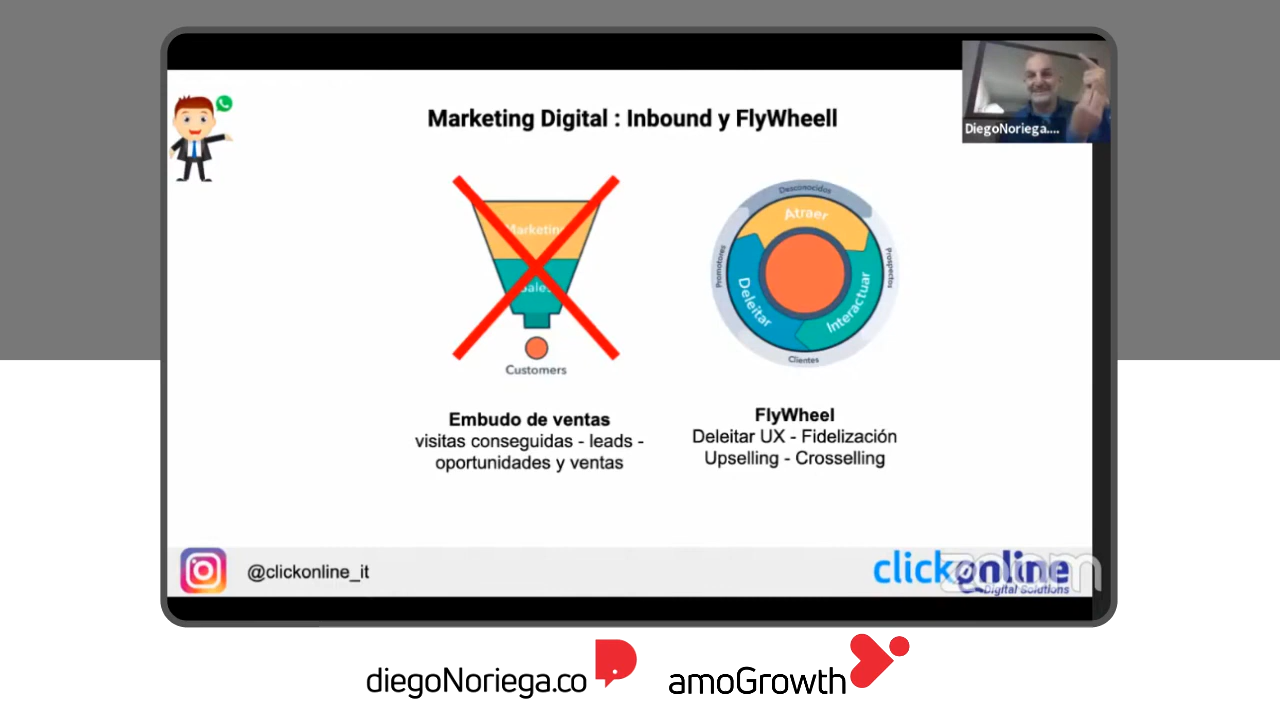 DiegoNoriega....
Marketing Digital : Inbound y FlyWheell
Marketing
Sales
Customers
Desconocidos
Atraer
Promotores
Prospectos
Deleitar
Interactuar
Clientes
Embudo de ventas
visitas conseguidas - leads -
oportunidades y ventas
FlyWheel
Deleitar UX - Fidelización
Upselling - Crosselling
@clickonline_it
clickonline
Digital Solutions
zoom
diegoNoriega.co
amoGrowth